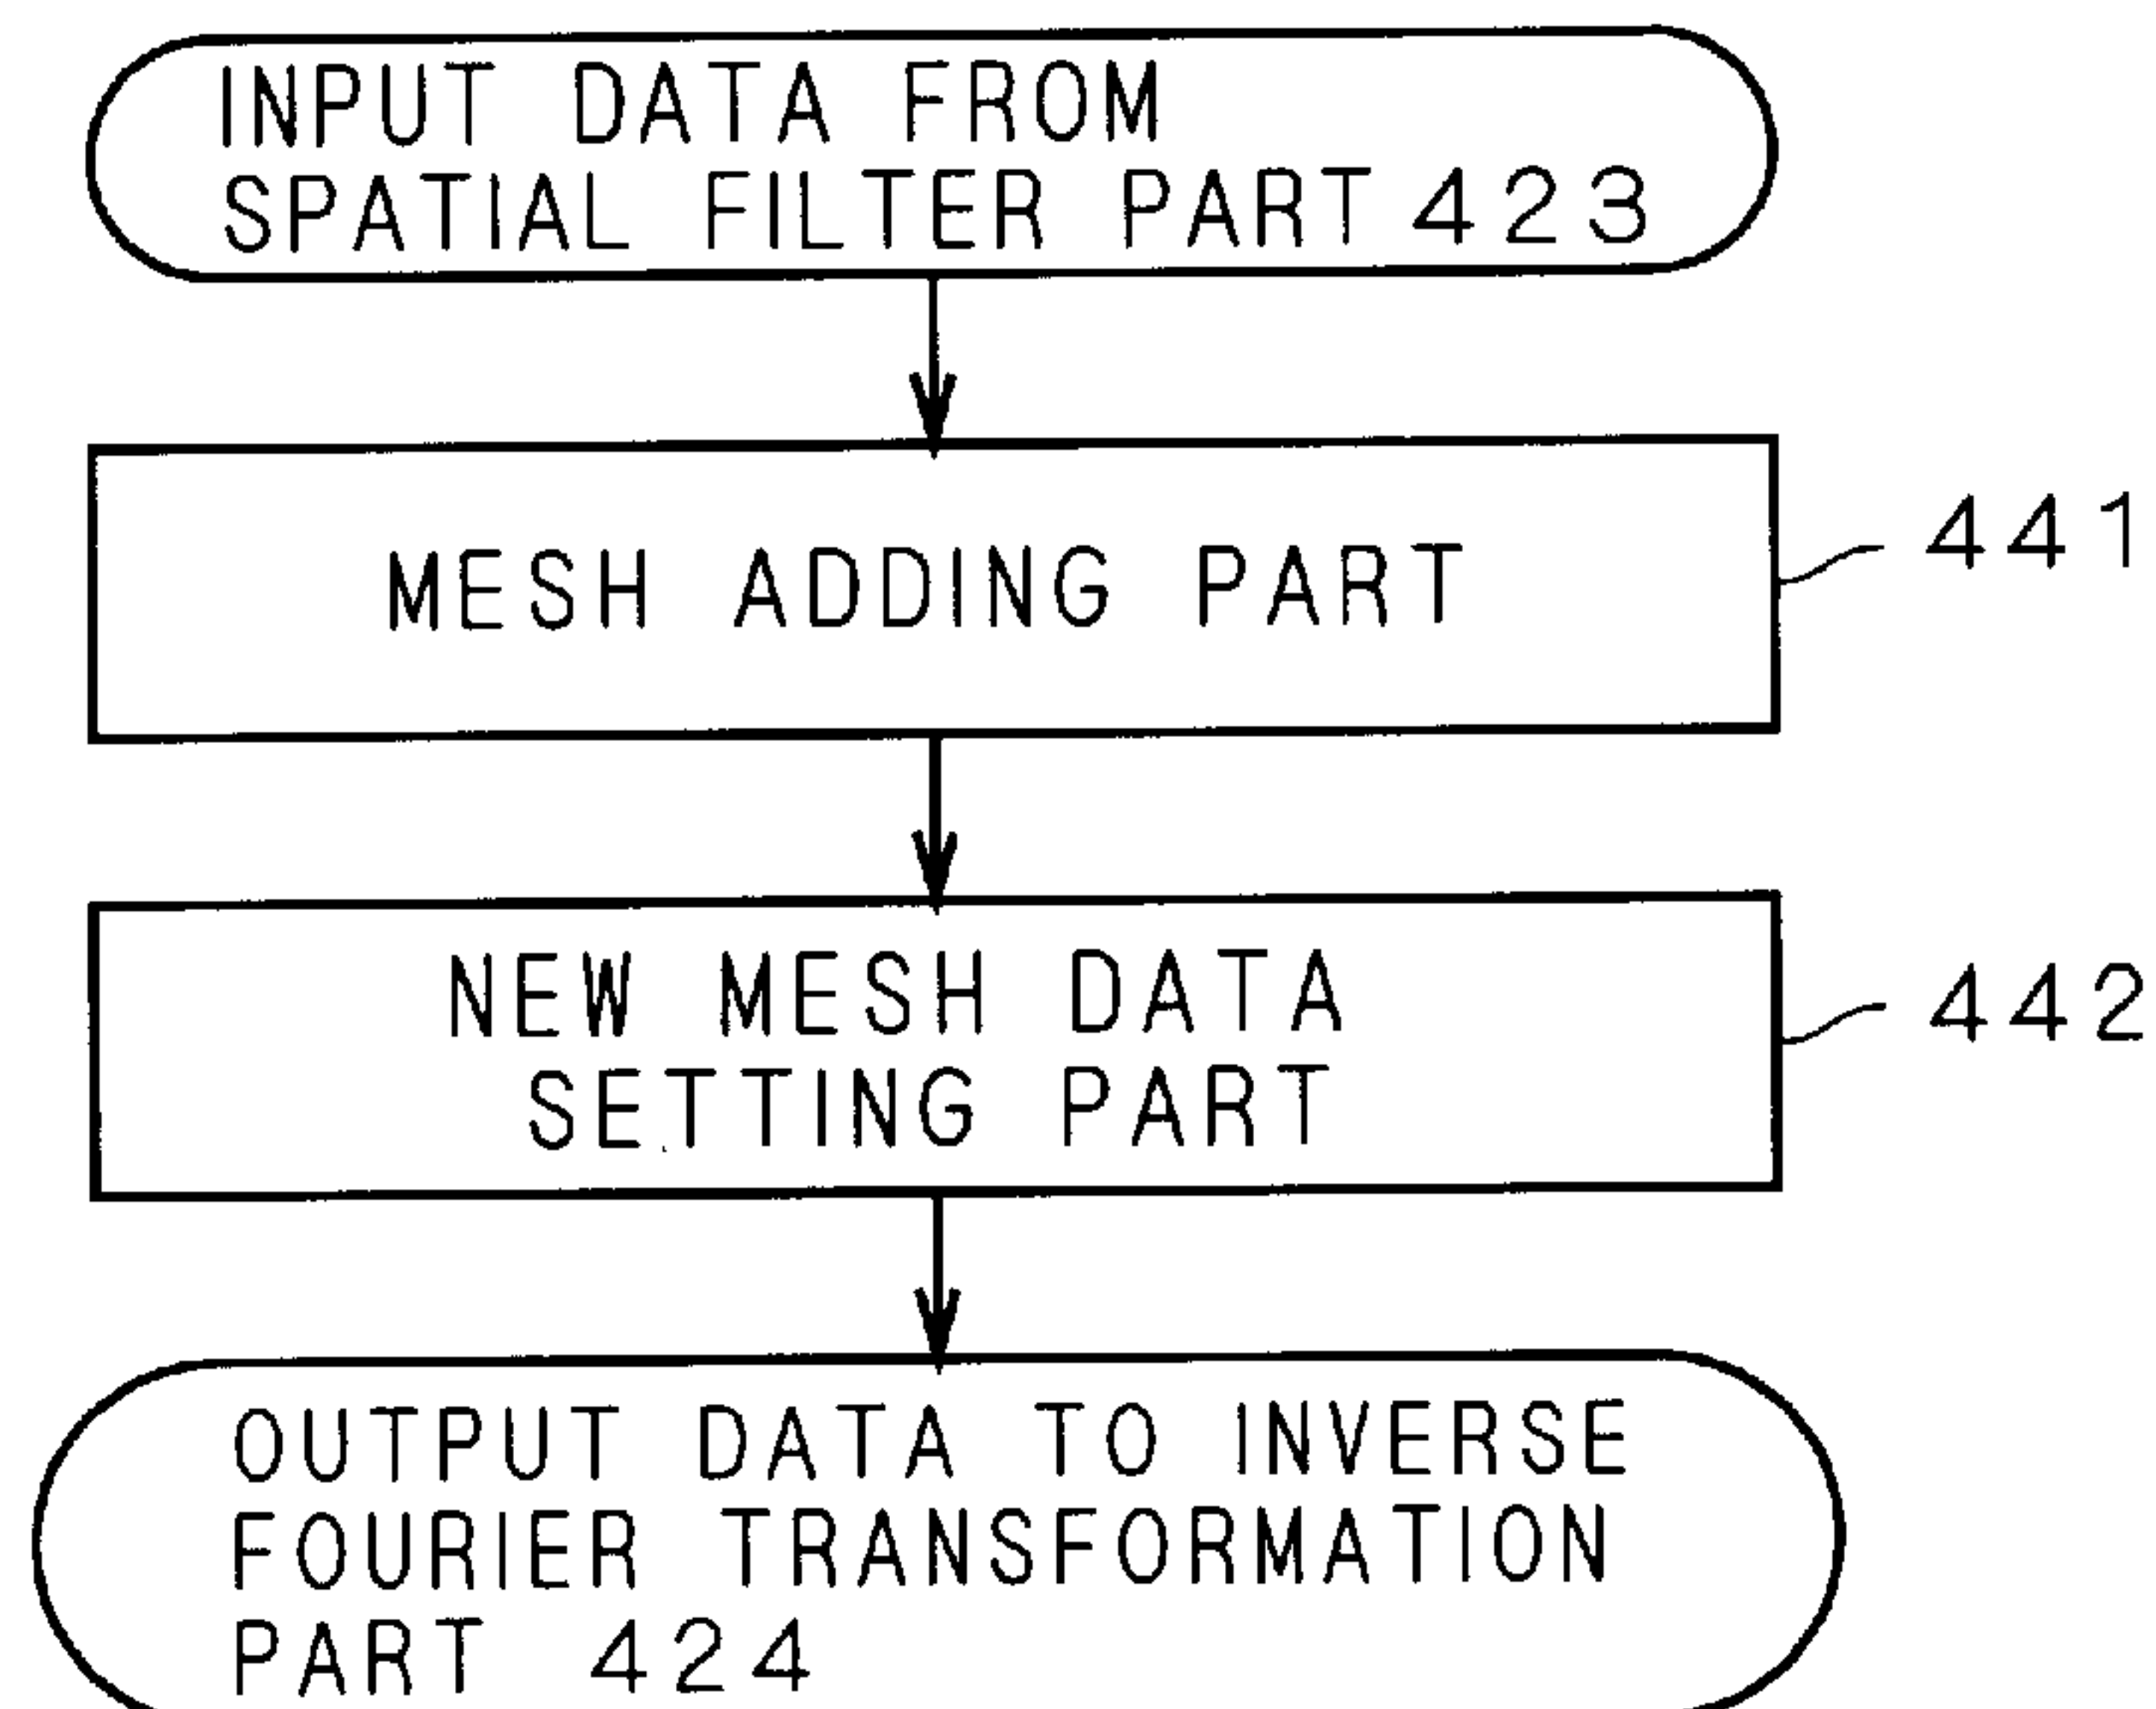 INPUT DATA FROM
SPATIAL FILTER PART 423
MESH ADDING PART
441
NEW MESH DATA
SETTING PART
442
OUTPUT DATA TO INVERSE
FOURIER TRANSFORMATION
PART 424